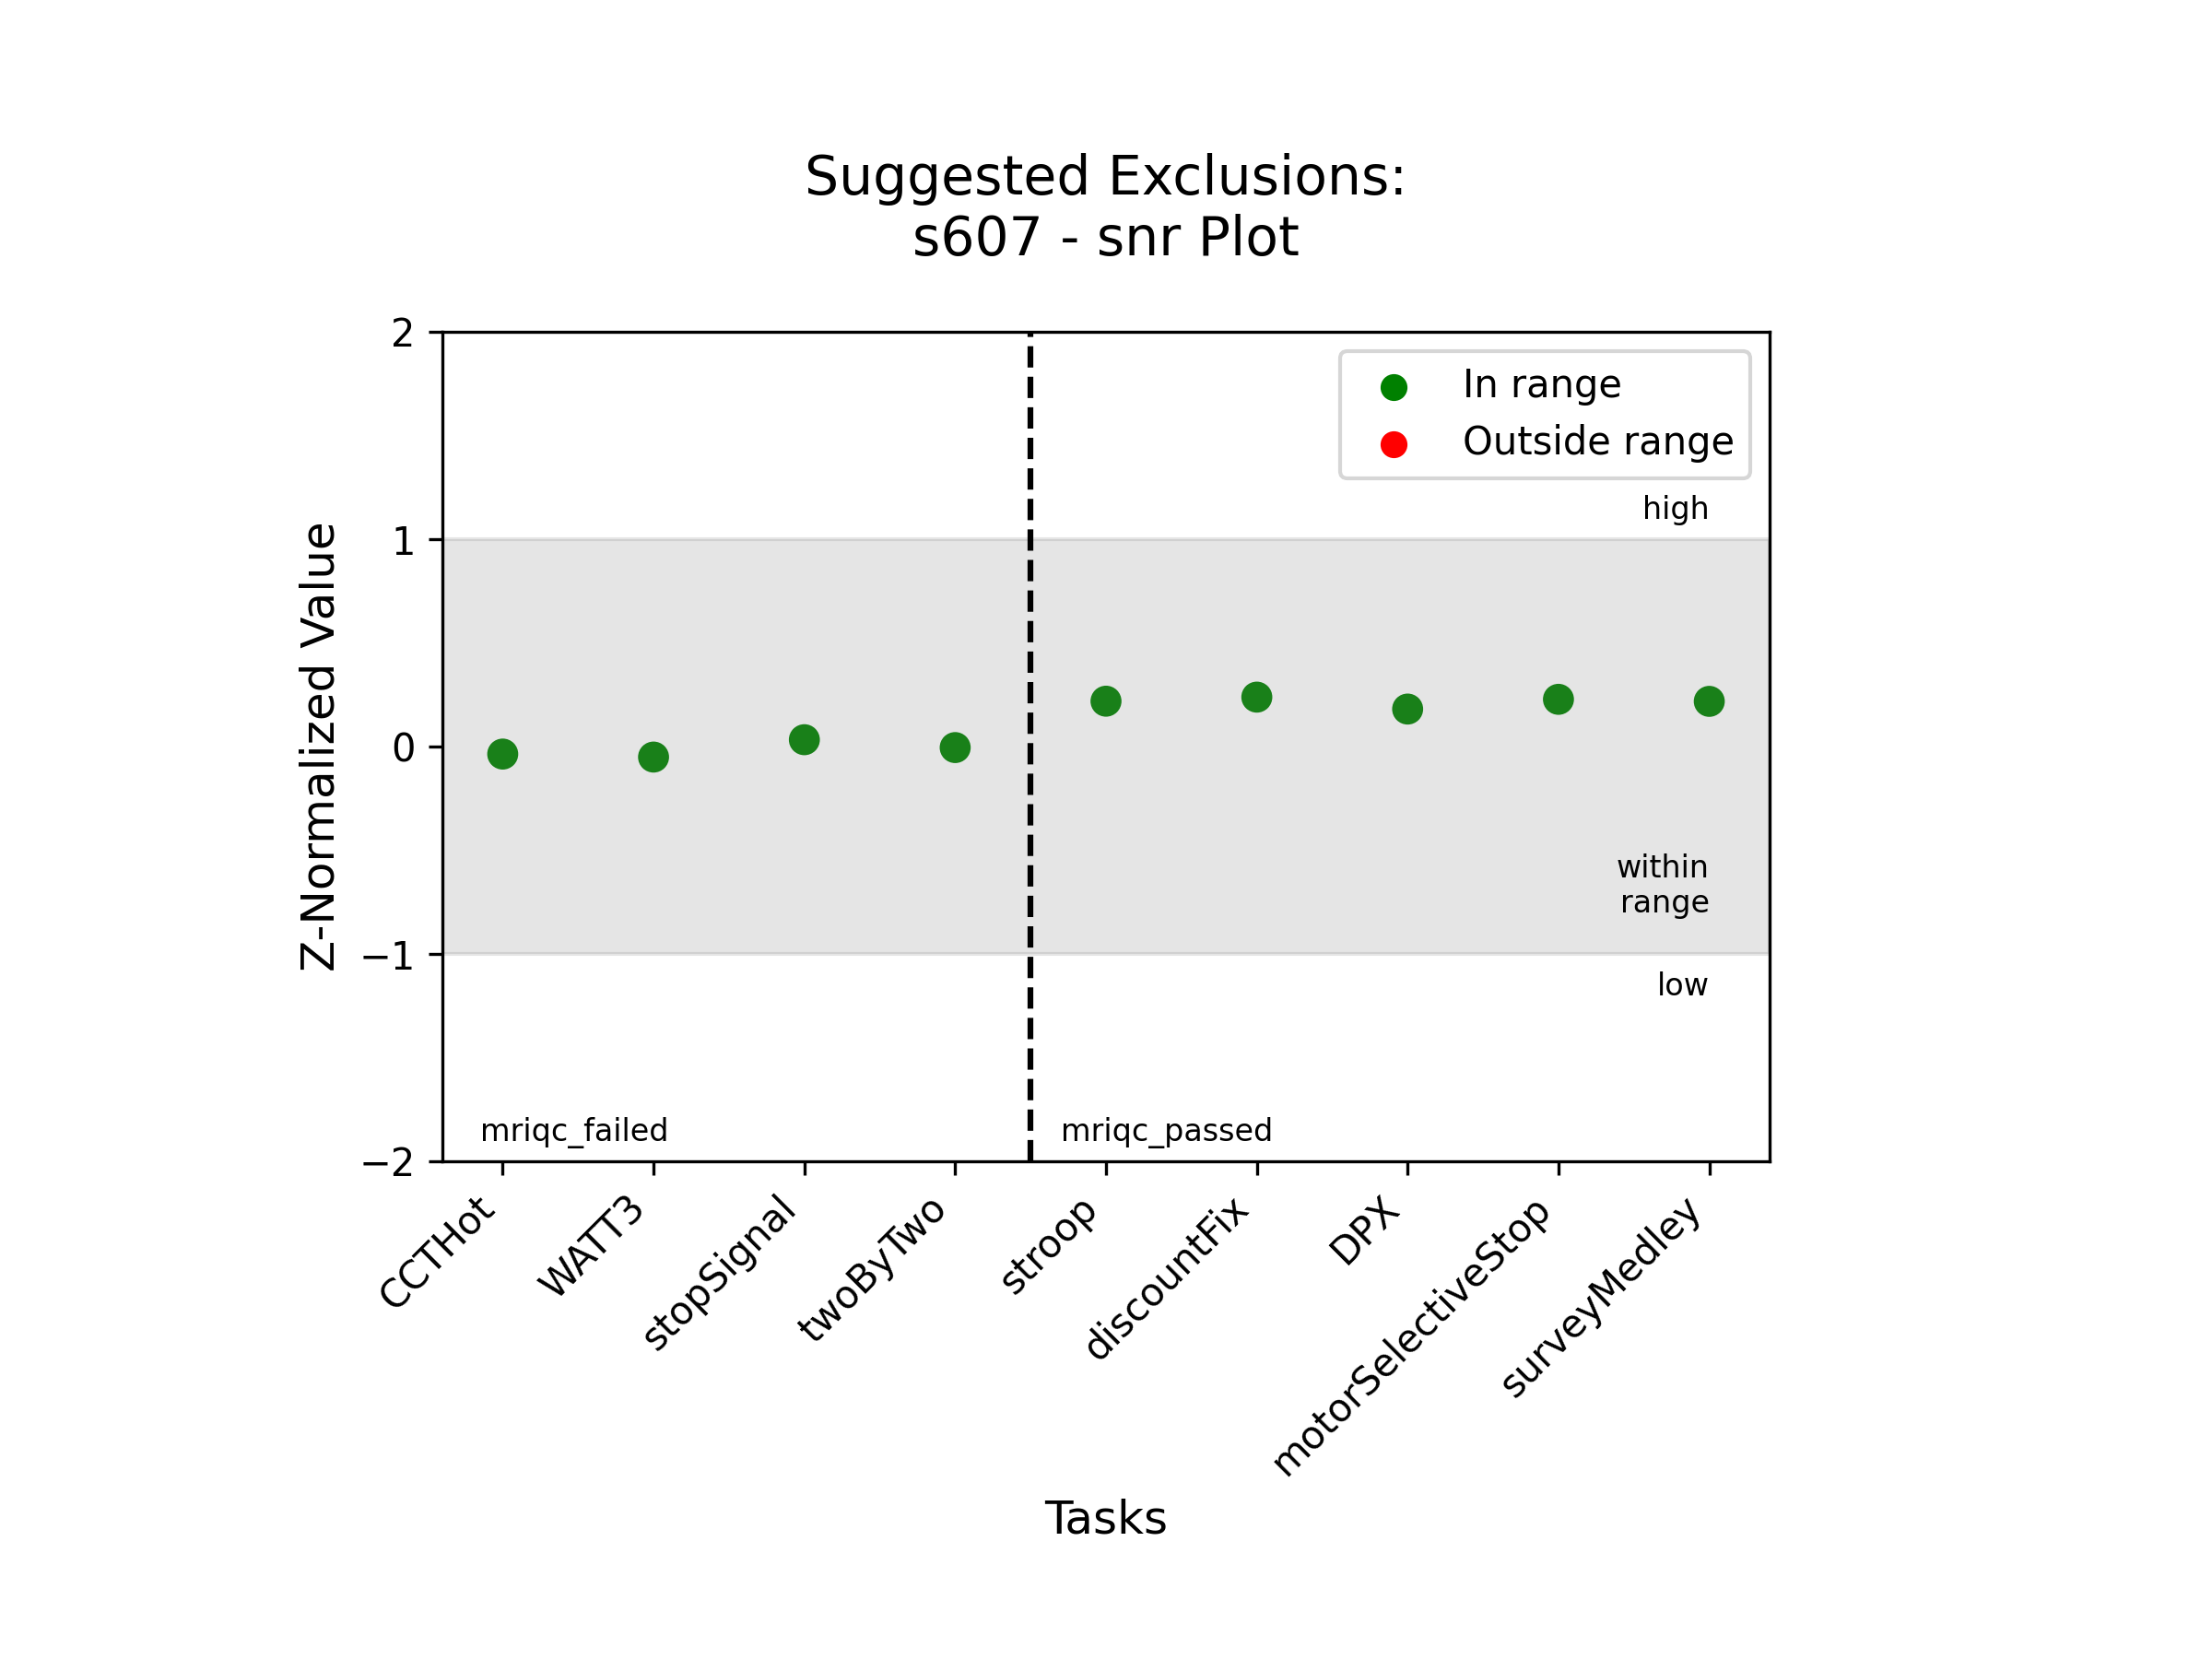 Suggested Exclusions:
s607 - snr Plot
2
1
0
−1
−2
Z-Normalized Value
In range
Outside range
high
within
range
low
mriqc_failed
mriqc_passed
CCTHot
WATT3
stopSignal
twoByTwo
stroop
discountFix
DPX
motorSelectiveStop
surveyMedley
Tasks